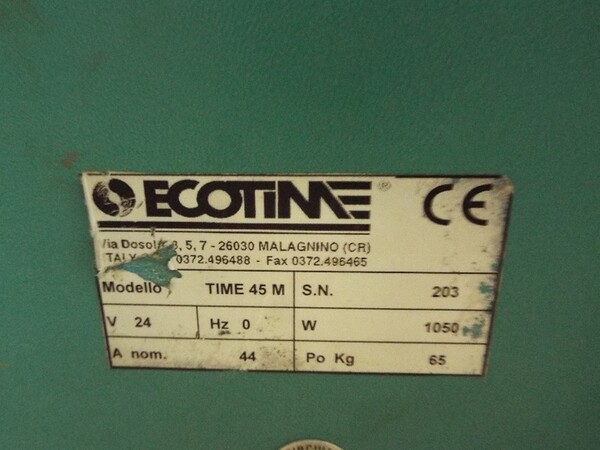 ECOTIME® CE
Via Dosolo 3, 5, 7 - 26030 MALAGNINO (CR)
0372.496488 - Fax 0372.496465
Modello TIME 45 M S.N. 203
V 24 Hz 0 W 1050
A nom. 44 Po Kg 65